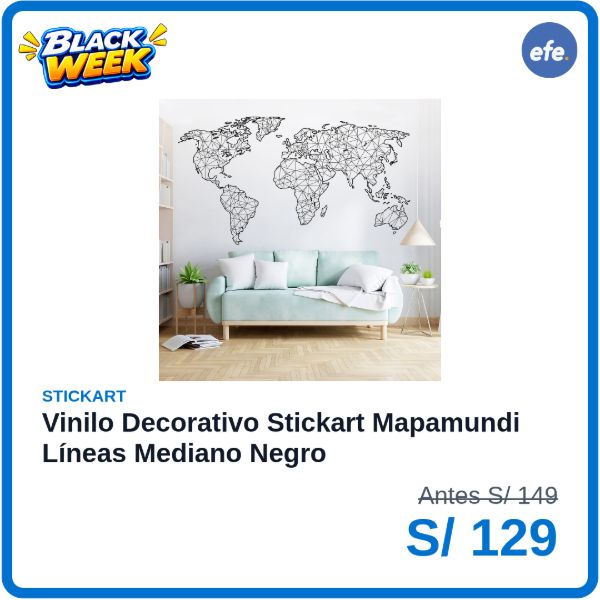 BLACK
WEEK
efe.
STICKART
Vinilo Decorativo Stickart Mapamundi
Líneas Mediano Negro
Antes S/ 149
S/ 129